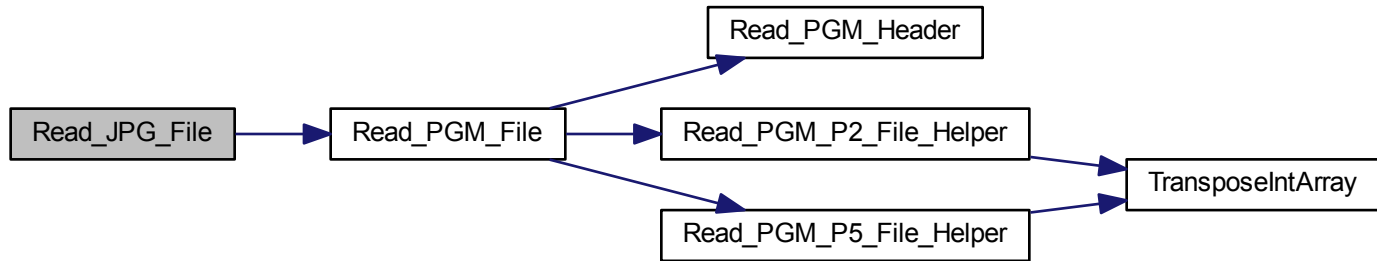 Read_PGM_Header
Read_JPG_File
Read_PGM_File
Read_PGM_P2_File_Helper
TransposeIntArray
Read_PGM_P5_File_Helper